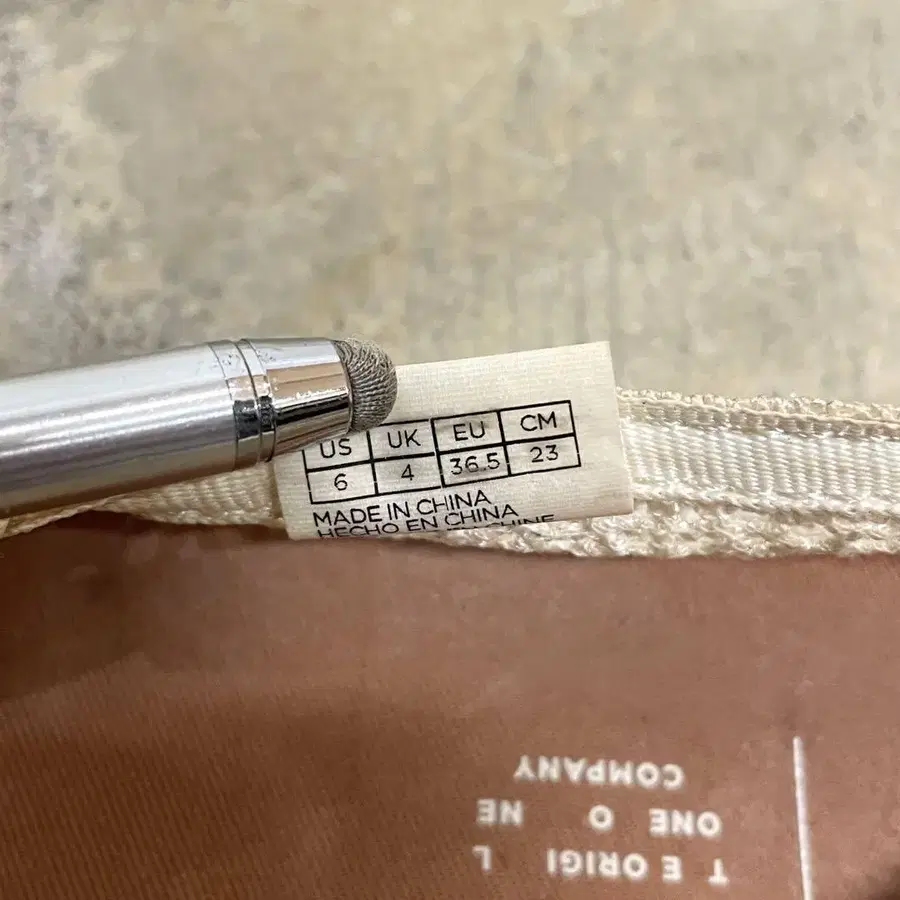 US UK EU CM
6 4 36.5 23
MADE IN CHINA
HECHO EN CHINA
CHINE
T E ORIGI L
ONE O NE
COMPANY